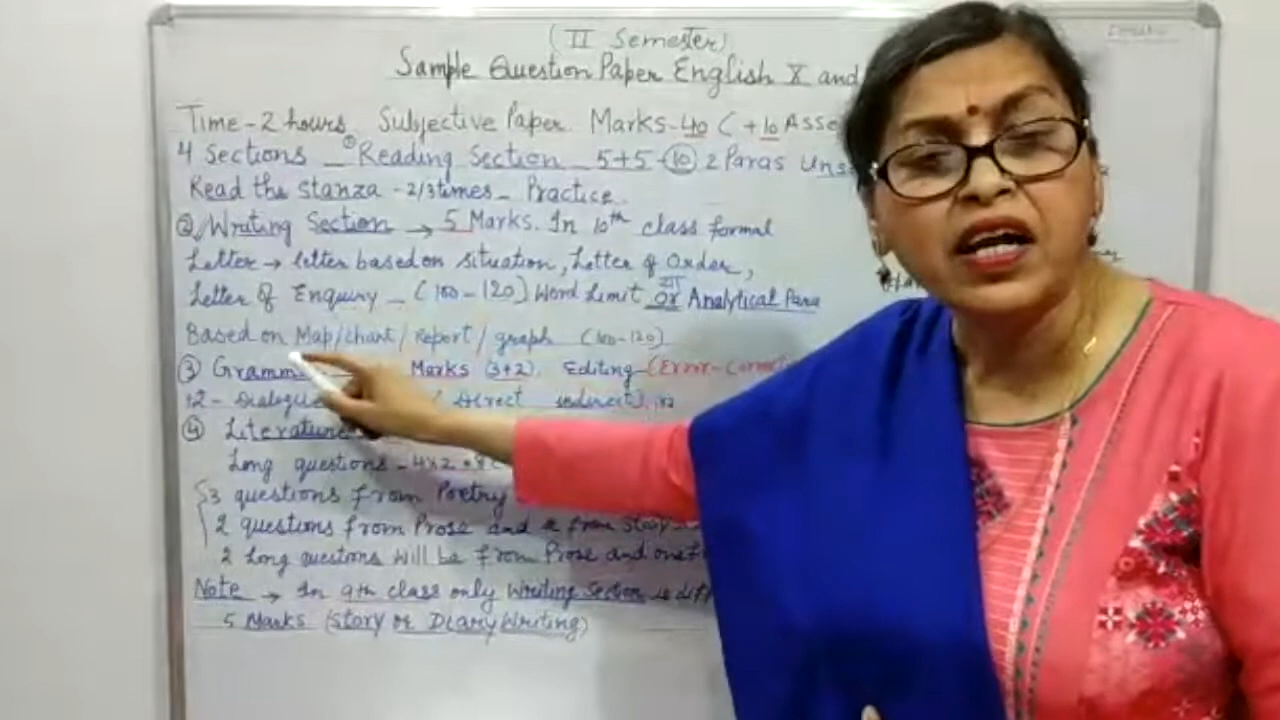 (II Semester)
Sample Question Paper English X and
Time - 2 hours Subjective Paper Marks - 40 ( + 10 Asse
4 Sections - ① Reading Section 5+5 - 10 2 Paras Uns
Read the Stanza - 2/3 times - Practice.
② Writing Section → 5 Marks. In 10th class formal
Letter → letter based on situation, Letter of Order,
Letter of Enquiry - (100 - 120) Word Limit या Or Analytical Para
Based on Map/chart/Report/graph (100-120)
③ Gramm Marks (3+2). Editing - (Error - Correct
Dialogue (Direct indirect)
④ Literature
Long questions - 4x2 = 8
3 questions from Poetry
2 questions from Prose and 2 from Story
2 Long questions will be from Prose and one f
Note → In 9th class only Writing Section is diff
5 Marks (Story or Diary Writing)